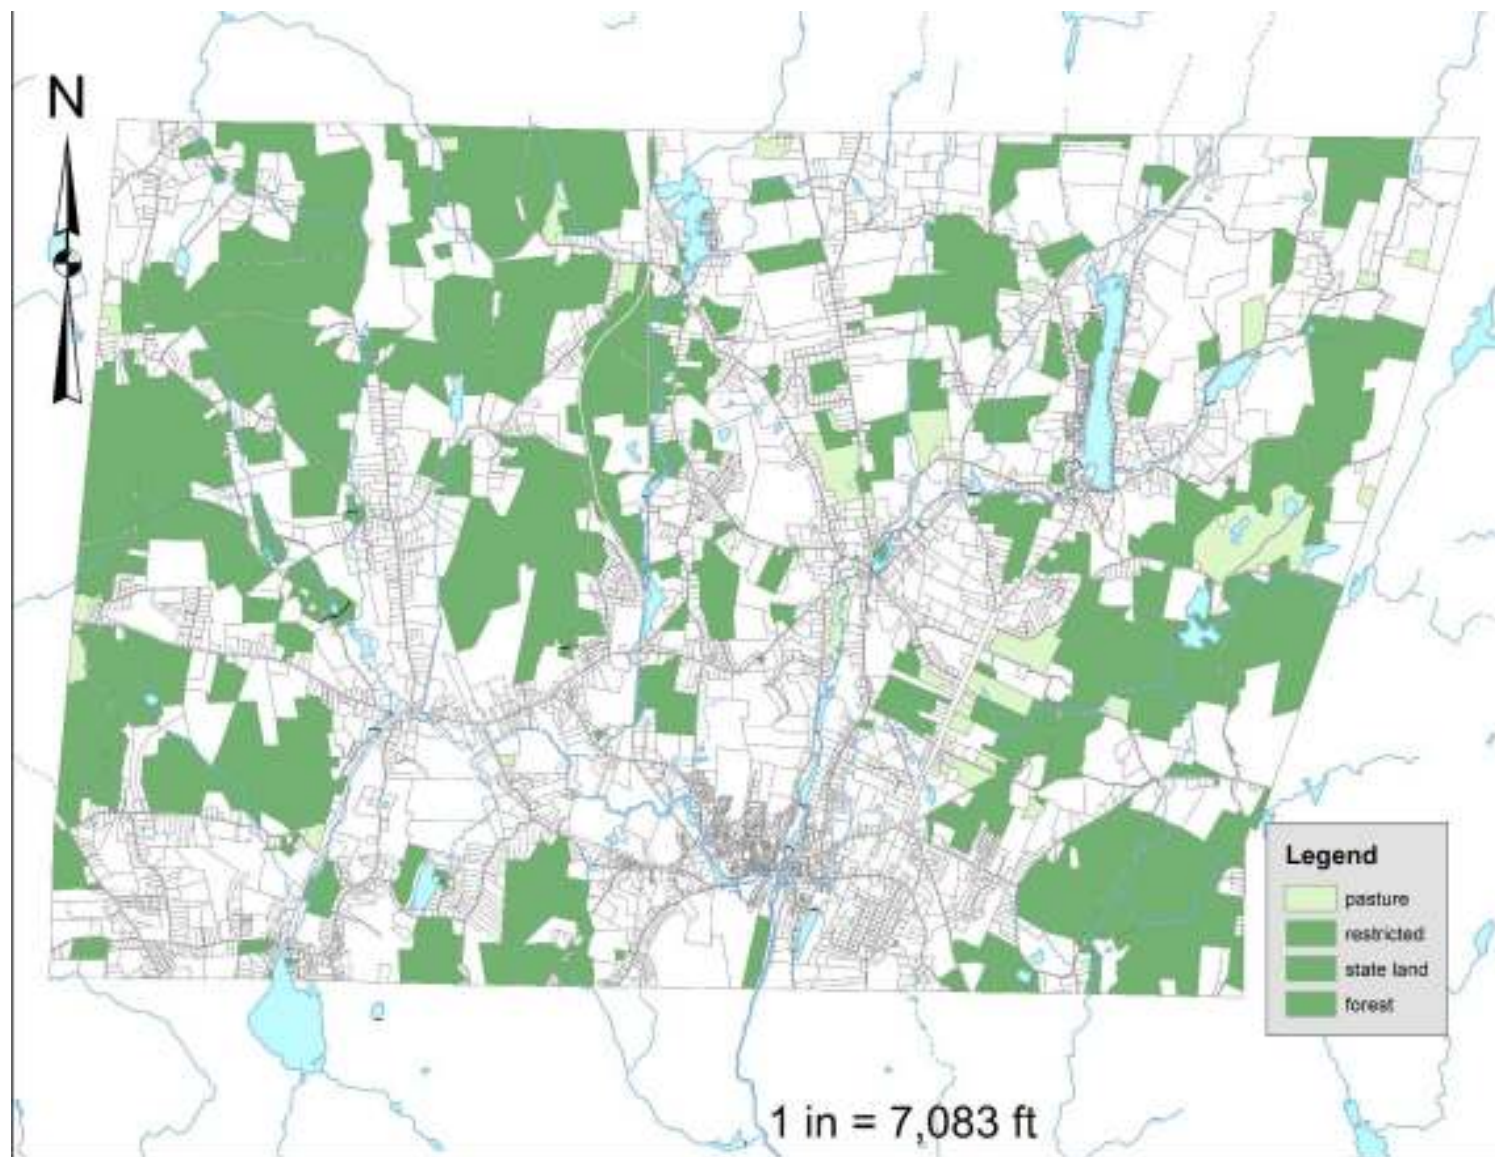 N
Legend
pasture
restricted
state land
forest
1 in = 7,083 ft